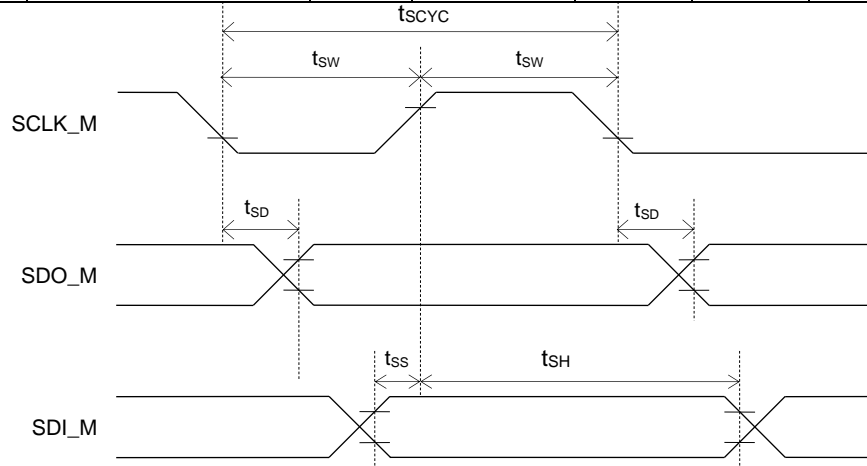 tSCYC
tSW tSW
SCLK_M
tSD tSD
SDO_M
tSS tSH
SDI_M